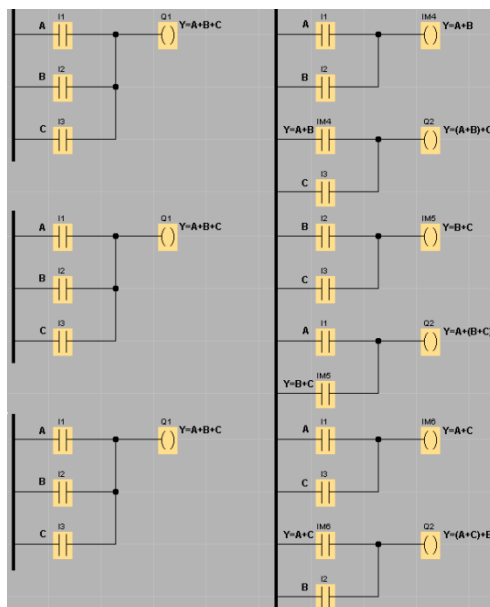 I1 Q1
A Y=A+B+C
I2
B
I3
C
I1 Q1
A Y=A+B+C
I2
B
I3
C
I1 Q1
A Y=A+B+C
I2
B
I3
C
I1 IM4
A Y=A+B
I2
B
IM4 Q2
Y=A+B Y=(A+B)+C
I3
C
I2 IM5
B Y=B+C
I3
C
I1 Q2
A Y=A+(B+C)
IM5
Y=B+C
I1 IM6
A Y=A+C
I3
C
IM6 Q2
Y=A+C Y=(A+C)+B
I2
B